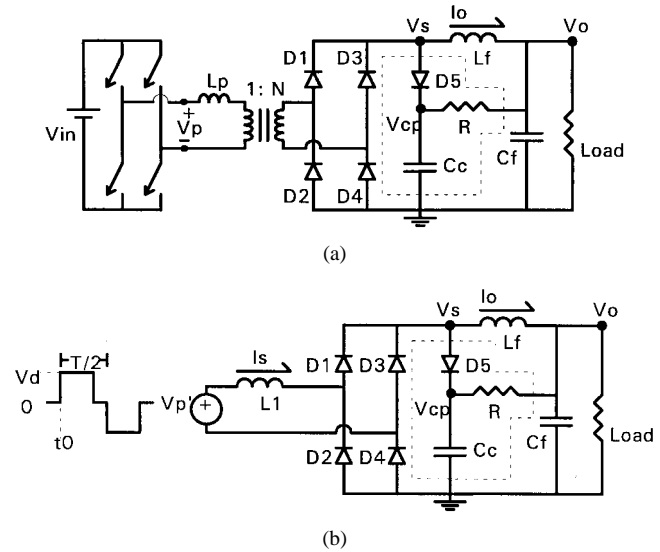 Vs
Io
Vo
D1
D3
Lf
Lp
1: N
D5
Vin
+
Vp
-
Vcp
R
Cf
Load
Cc
D2
D4
(a)
Vs
Io
Vo
T/2
Is
D1
D3
Lf
D5
Vd
0
Vp'
+
L1
Vcp
R
Load
t0
D2
D4
Cc
Cf
(b)